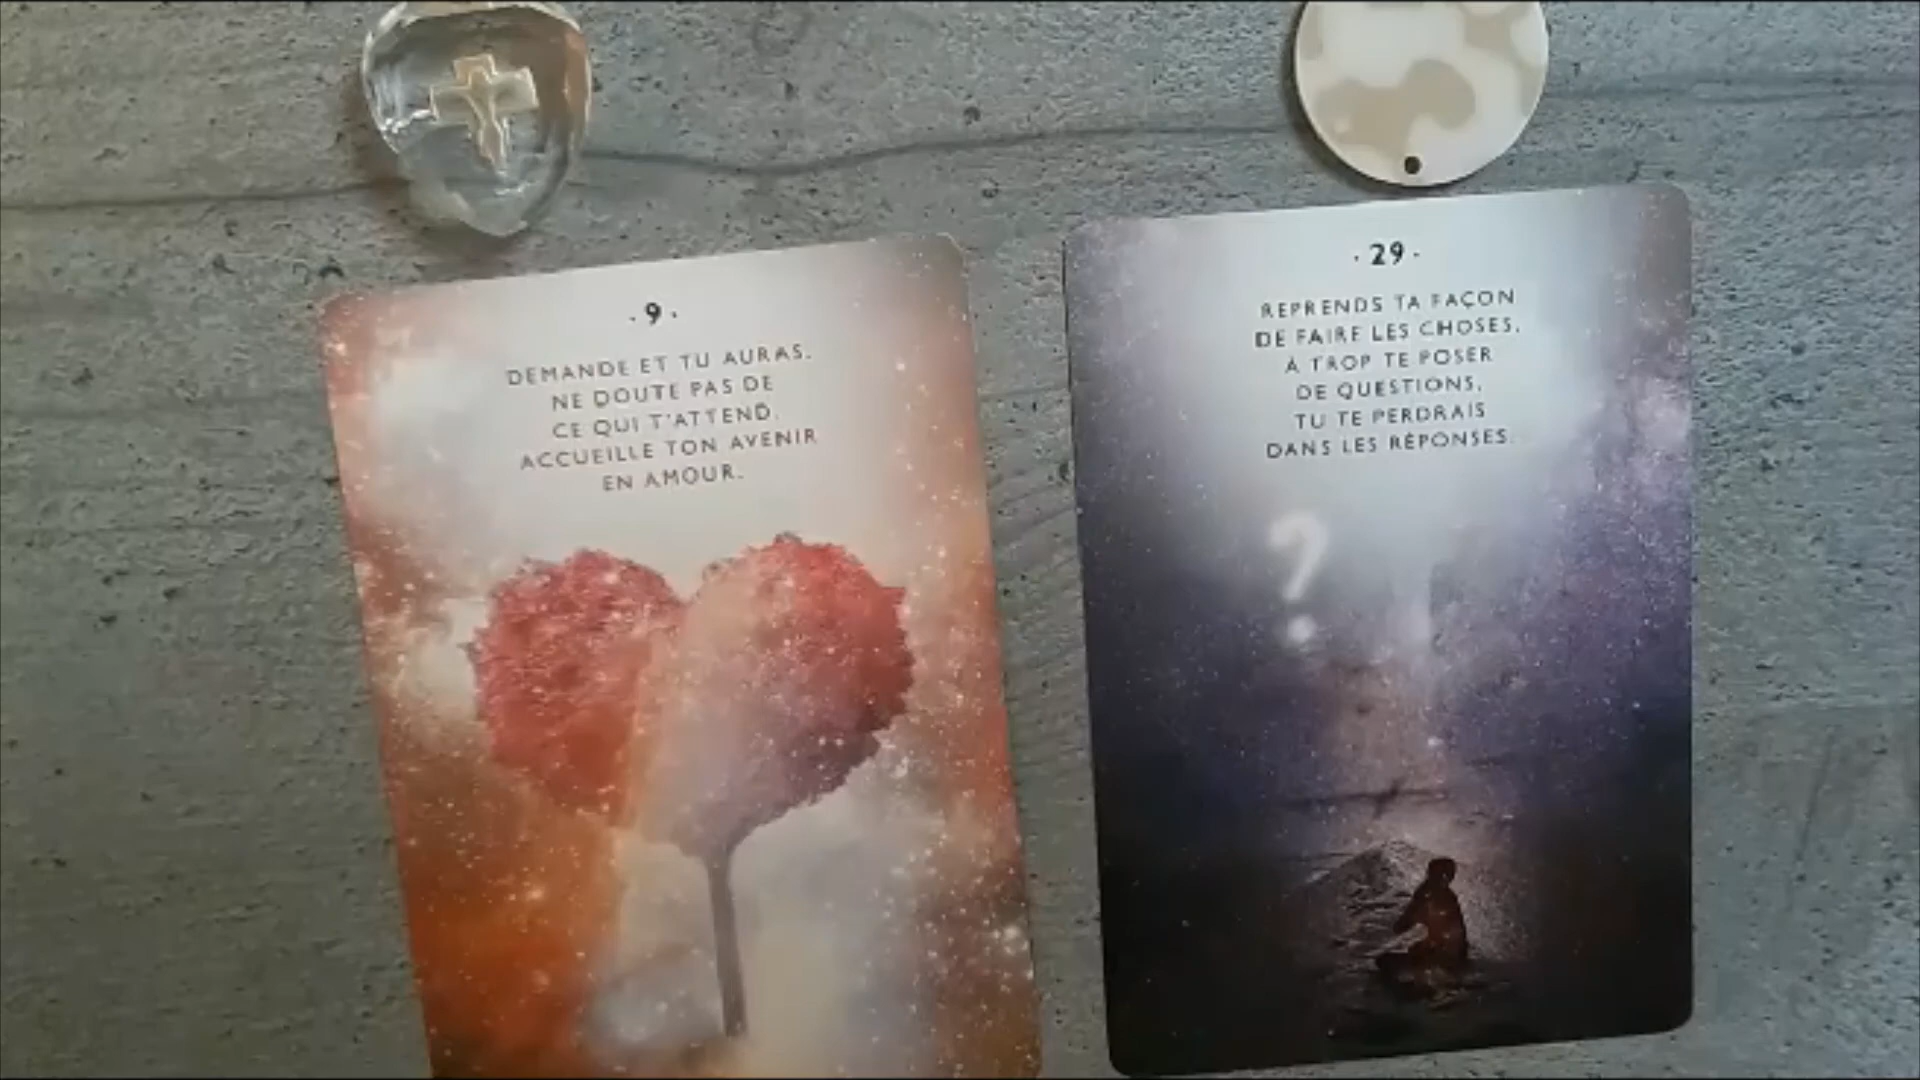 · 9 ·
DEMANDE ET TU AURAS.
NE DOUTE PAS DE
CE QUI T'ATTEND.
ACCUEILLE TON AVENIR
EN AMOUR.
· 29 ·
REPRENDS TA FAÇON
DE FAIRE LES CHOSES.
À TROP TE POSER
DE QUESTIONS,
TU TE PERDRAIS
DANS LES RÉPONSES.
?